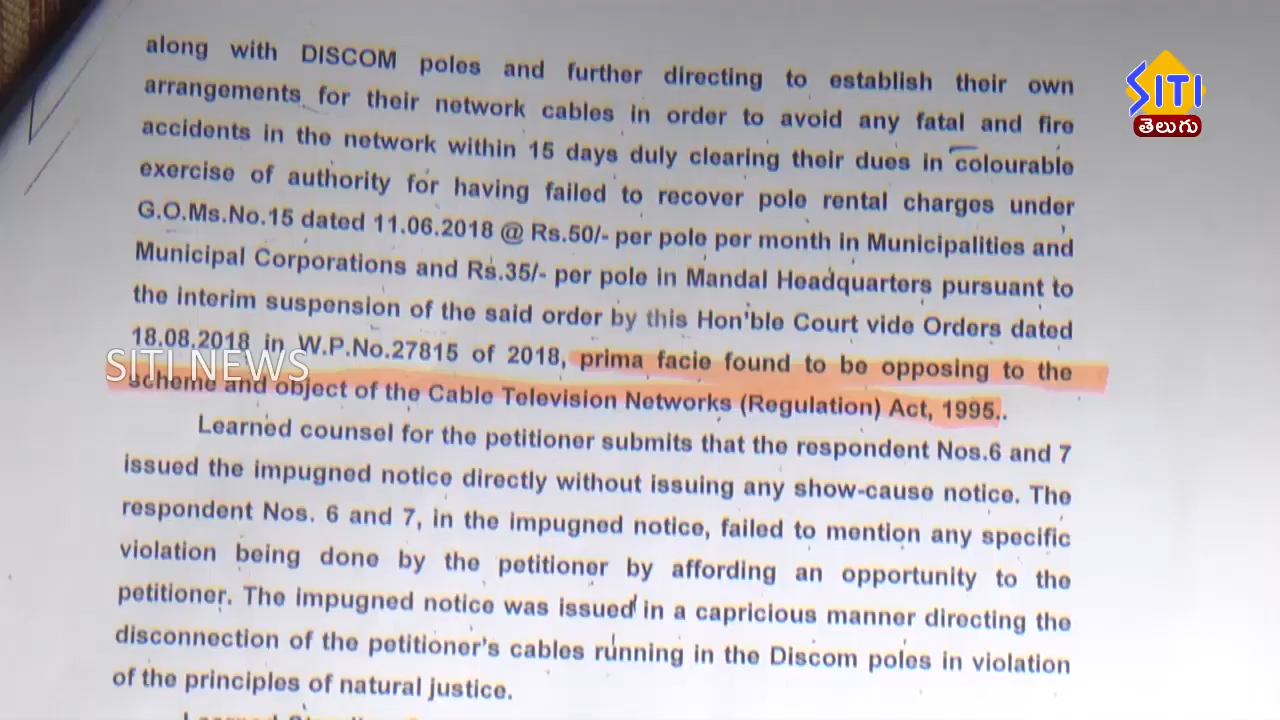 along with DISCOM poles and further directing to establish their own
arrangements for their network cables in order to avoid any fatal and fire
accidents in the network within 15 days duly clearing their dues in colourable
exercise of authority for having failed to recover pole rental charges under
G.O.Ms.No.15 dated 11.06.2018 @ Rs.50/- per pole per month in Municipalities and
Municipal Corporations and Rs.35/- per pole in Mandal Headquarters pursuant to
the interim suspension of the said order by this Hon'ble Court vide Orders dated
18.08.2018 in W.P.No.27815 of 2018, prima facie found to be opposing to the
scheme and object of the Cable Television Networks (Regulation) Act, 1995..
Learned counsel for the petitioner submits that the respondent Nos.6 and 7
issued the impugned notice directly without issuing any show-cause notice. The
respondent Nos. 6 and 7, in the impugned notice, failed to mention any specific
violation being done by the petitioner by affording an opportunity to the
petitioner. The impugned notice was issued in a capricious manner directing the
disconnection of the petitioner's cables running in the Discom poles in violation
of the principles of natural justice.
Learned
SITI
తెలుగు
SITI NEWS